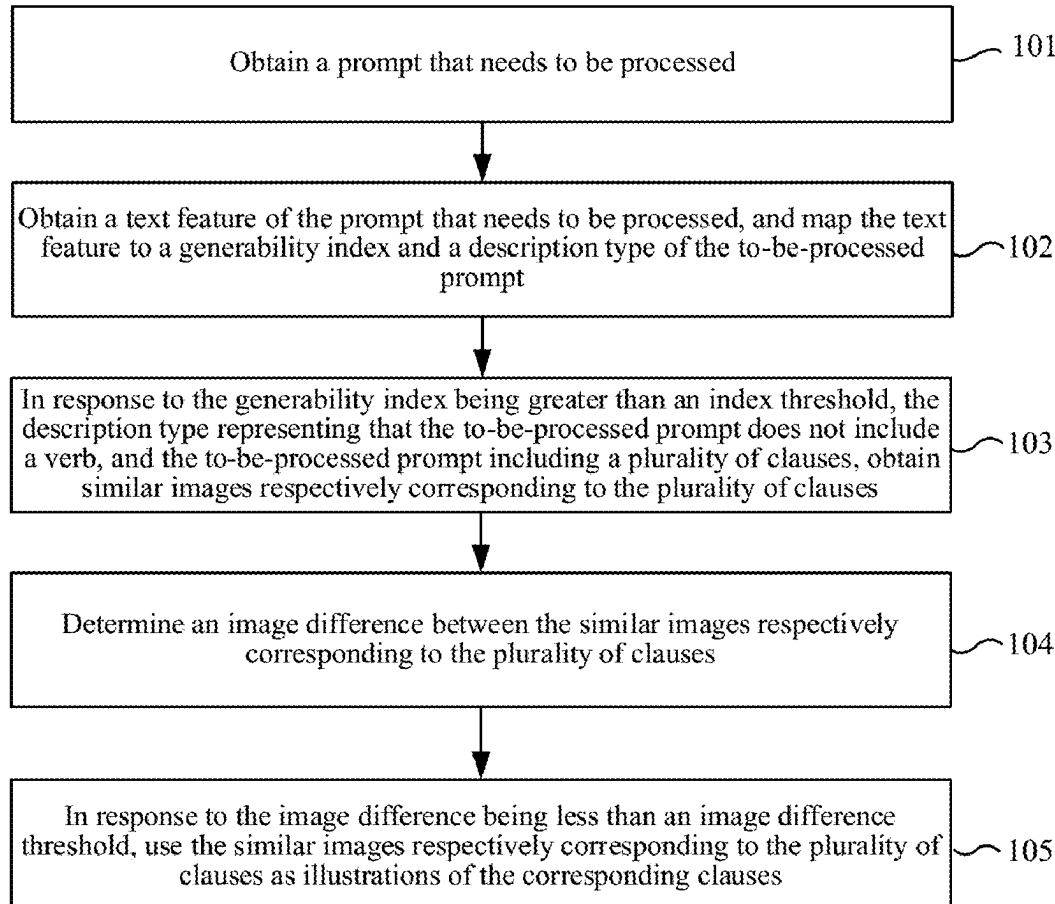 Obtain a prompt that needs to be processed
101
Obtain a text feature of the prompt that needs to be processed, and map the text
feature to a generability index and a description type of the to-be-processed
prompt
102
In response to the generability index being greater than an index threshold, the
description type representing that the to-be-processed prompt does not include
a verb, and the to-be-processed prompt including a plurality of clauses, obtain
similar images respectively corresponding to the plurality of clauses
103
Determine an image difference between the similar images respectively
corresponding to the plurality of clauses
104
In response to the image difference being less than an image difference
threshold, use the similar images respectively corresponding to the plurality of
clauses as illustrations of the corresponding clauses
105